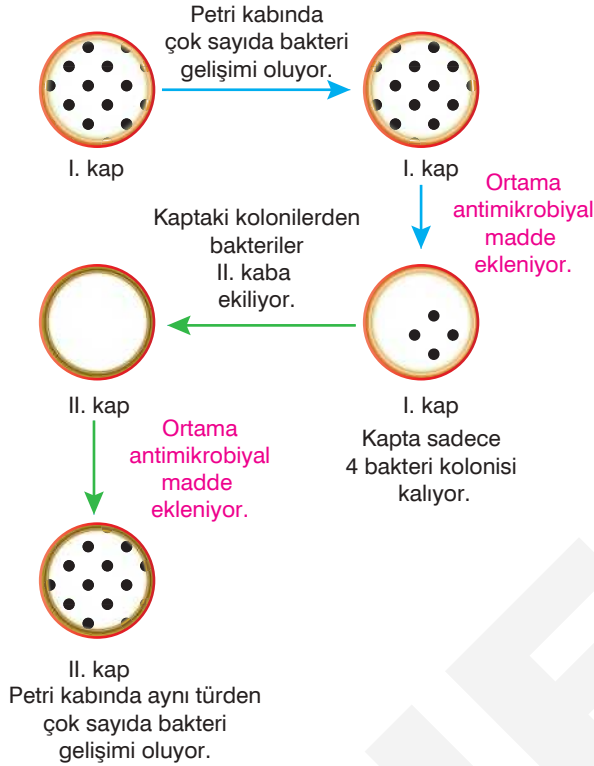 Petri kabında
çok sayıda bakteri
gelişimi oluyor.
I. kap
I. kap
Ortama
antimikrobiyal
madde
ekleniyor.
Kaptaki kolonilerden
bakteriler
II. kaba
ekiliyor.
II. kap
I. kap
Kapta sadece
4 bakteri kolonisi
kalıyor.
Ortama
antimikrobiyal
madde
ekleniyor.
II. kap
Petri kabında aynı türden
çok sayıda bakteri
gelişimi oluyor.